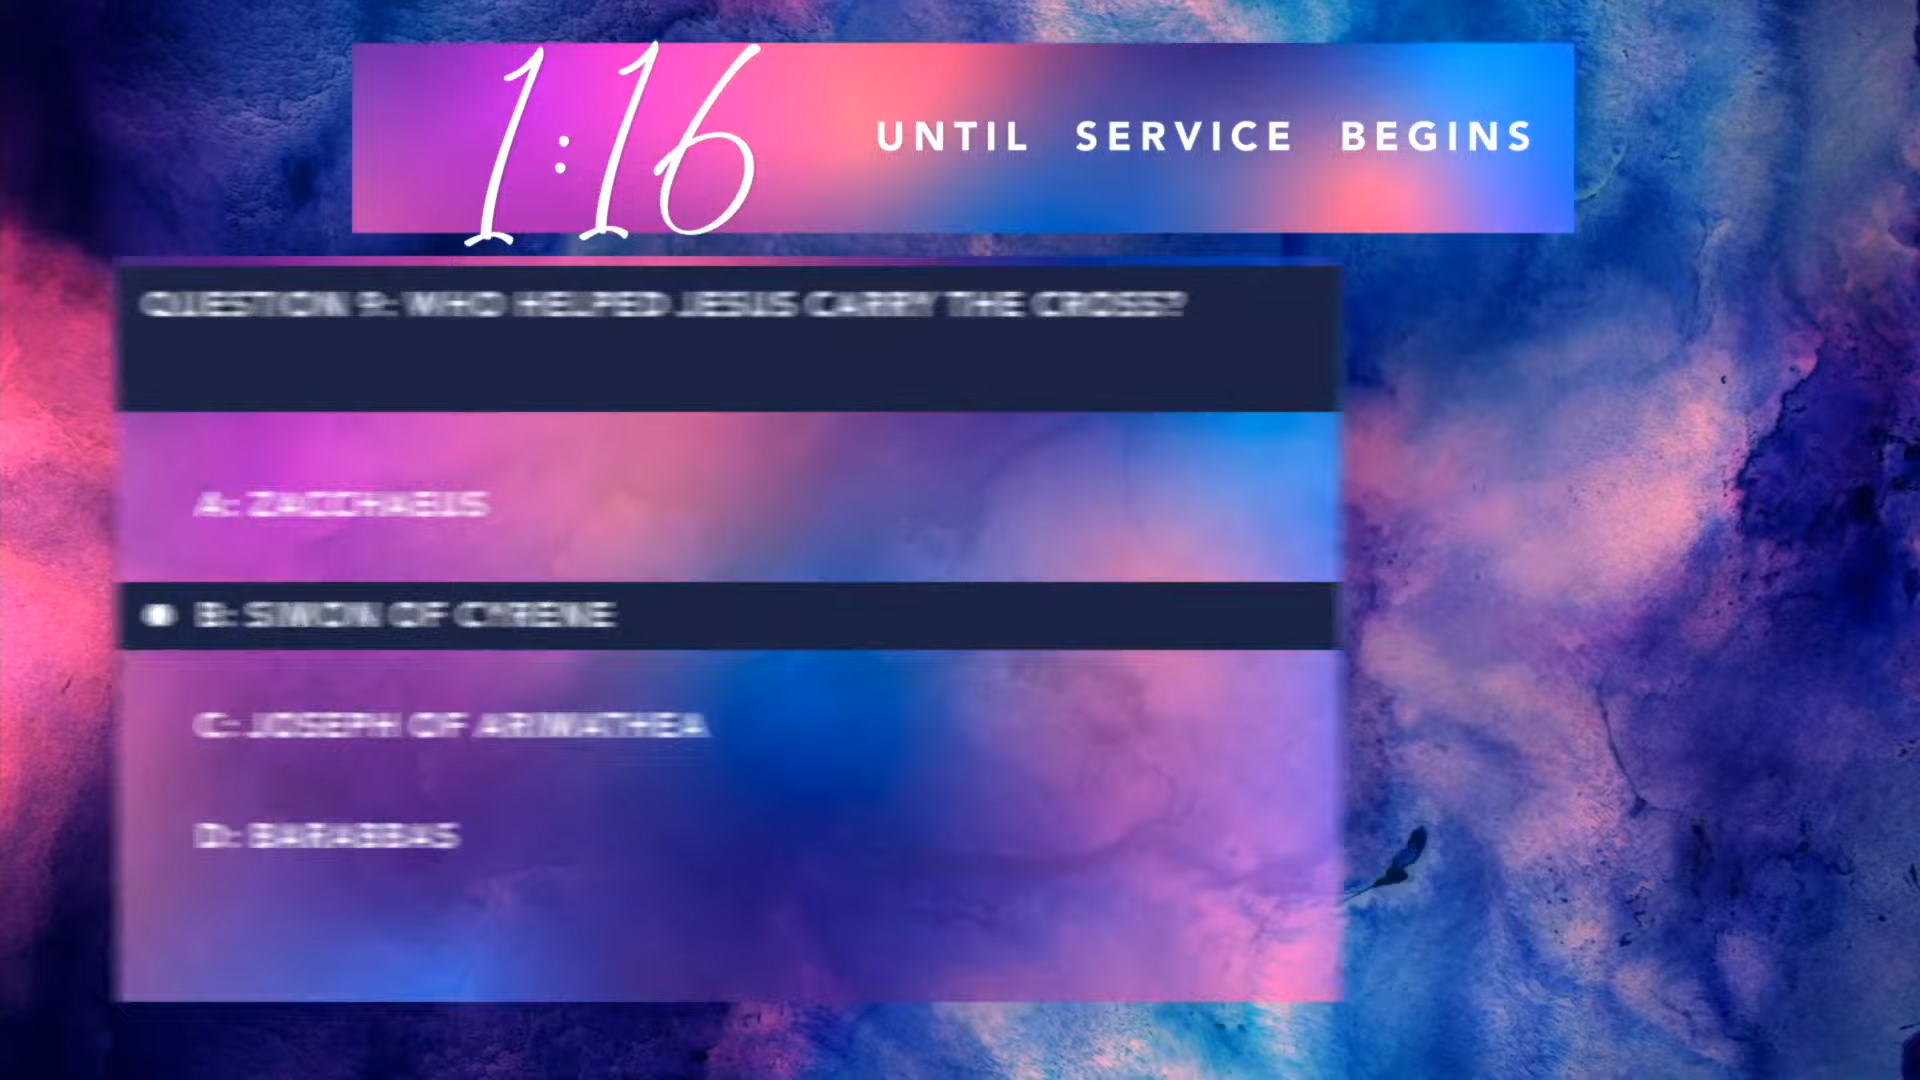 1:16 UNTIL SERVICE BEGINS
QUESTION 9: WHO HELPED JESUS CARRY THE CROSS?
A: ZACCHAEUS
B: SIMON OF CYRENE
C: JOSEPH OF ARIMATHEA
D: BARABBAS